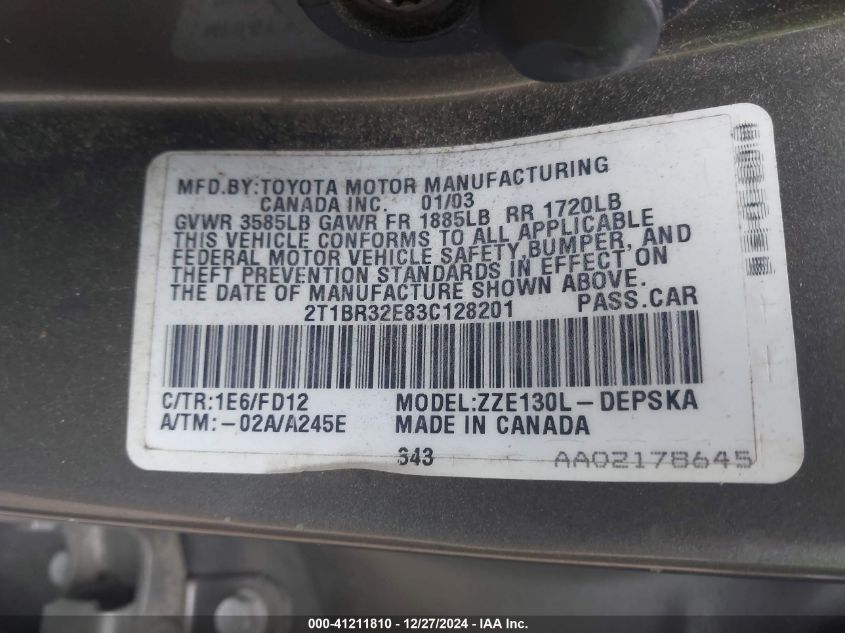 MFD.BY:TOYOTA MOTOR MANUFACTURING
CANADA INC. 01/03
GVWR 3585LB GAWR FR 1885LB RR 1720LB
THIS VEHICLE CONFORMS TO ALL APPLICABLE
FEDERAL MOTOR VEHICLE SAFETY,BUMPER, AND
THEFT PREVENTION STANDARDS IN EFFECT ON
THE DATE OF MANUFACTURE SHOWN ABOVE.
2T1BR32E83C128201 PASS.CAR
C/TR:1E6/FD12 MODEL:ZZE130L-DEPSKA
A/TM:-02A/A245E MADE IN CANADA
343 AA02178645
000-41211810 - 12/27/2024 - IAA Inc.